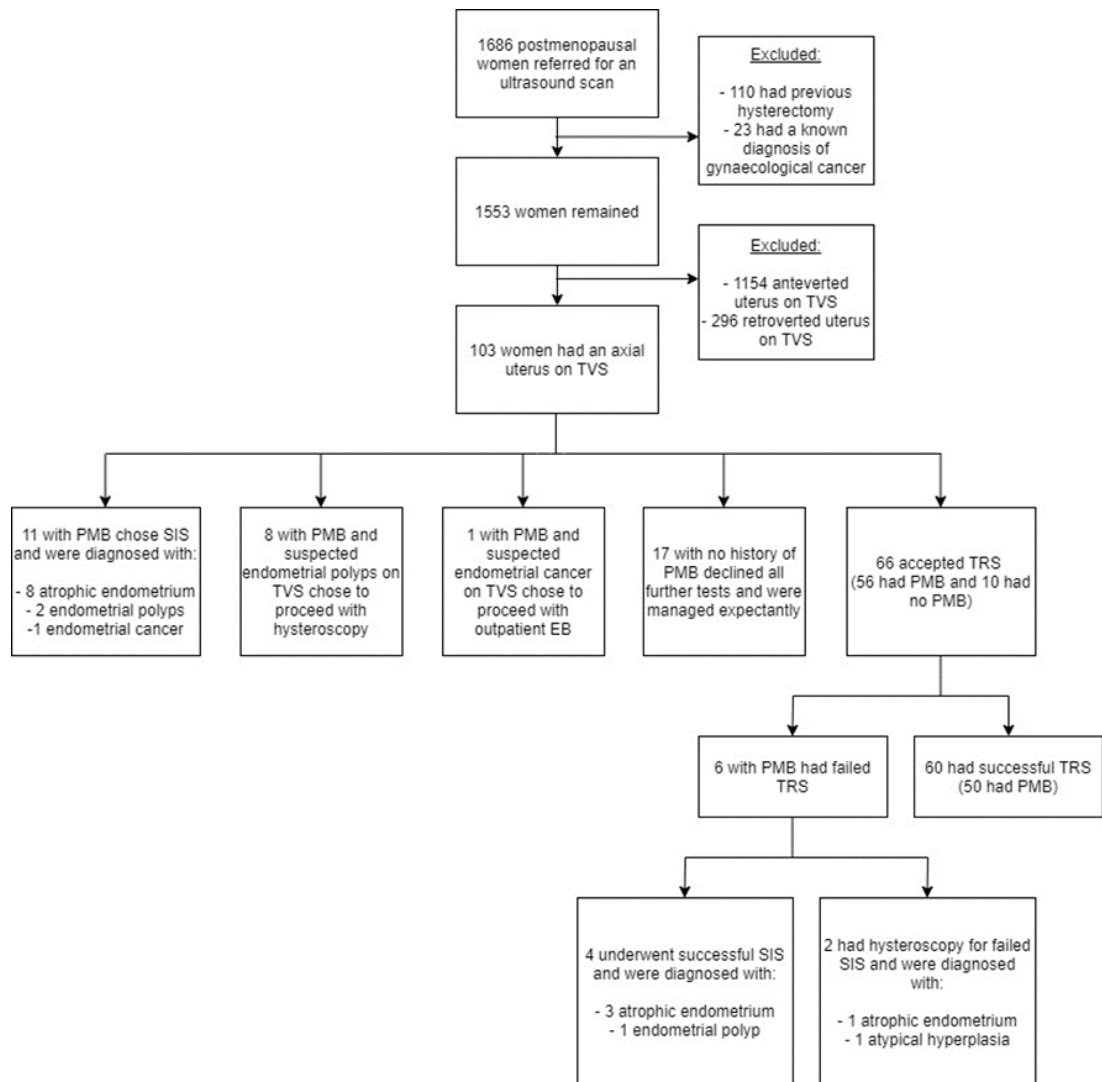 1686 postmenopausal
women referred for an
ultrasound scan
Excluded:
- 110 had previous
hysterectomy
- 23 had a known
diagnosis of
gynaecological cancer
1553 women remained
Excluded:
- 1154 anteverted
uterus on TVS
- 296 retroverted uterus
on TVS
103 women had an axial
uterus on TVS
11 with PMB chose SIS
and were diagnosed with:
- 8 atrophic endometrium
- 2 endometrial polyps
-1 endometrial cancer
8 with PMB and
suspected
endometrial polyps on
TVS chose to
proceed with
hysteroscopy
1 with PMB and
suspected
endometrial cancer
on TVS chose to
proceed with
outpatient EB
17 with no history of
PMB declined all
further tests and were
managed expectantly
66 accepted TRS
(56 had PMB and 10 had
no PMB)
6 with PMB had failed
TRS
60 had successful TRS
(50 had PMB)
4 underwent successful SIS
and were diagnosed with:
- 3 atrophic endometrium
- 1 endometrial polyp
2 had hysteroscopy for failed
SIS and were diagnosed
with:
- 1 atrophic endometrium
- 1 atypical hyperplasia